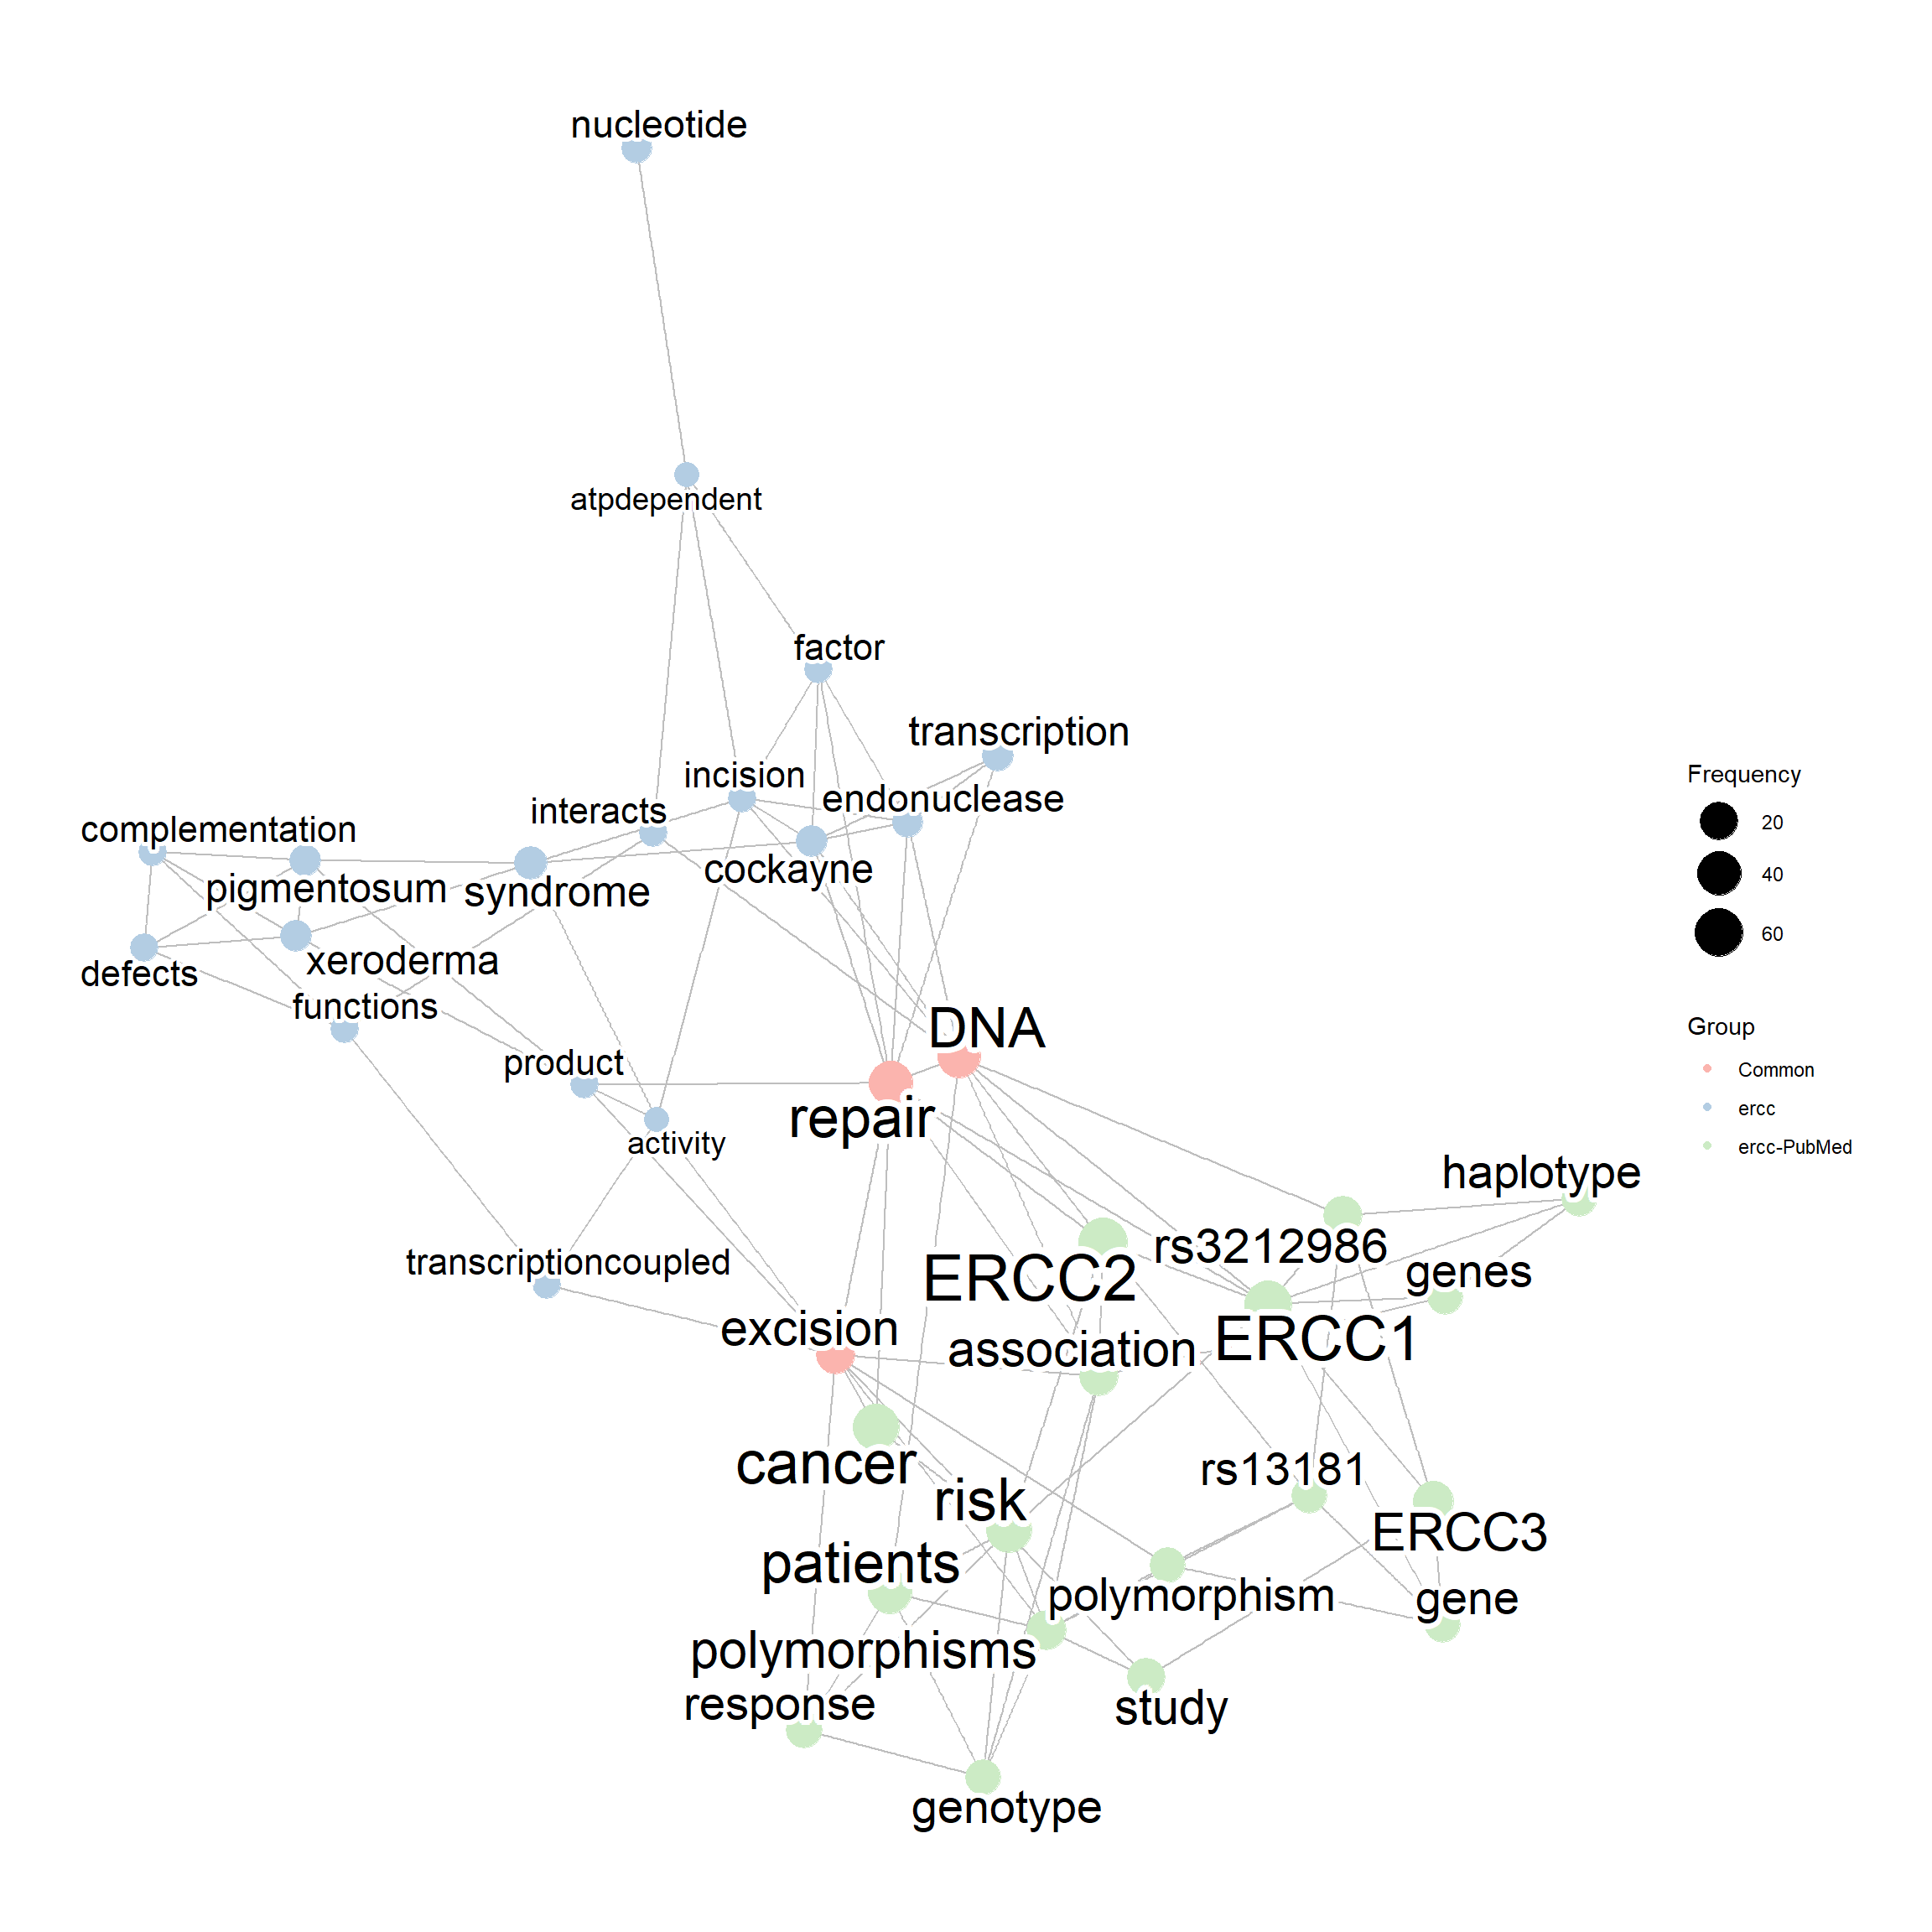 nucleotide
atpdependent
factor
transcription
incision
endonuclease
interacts
complementation
cockayne
pigmentosum
syndrome
xeroderma
defects
functions
DNA
product
repair
activity
haplotype
rs3212986
transcriptioncoupled
ERCC2
genes
excision
association
ERCC1
cancer
rs13181
risk
ERCC3
patients
polymorphism
gene
polymorphisms
response
study
genotype
Frequency
20
40
60
Group
Common
ercc
ercc-PubMed